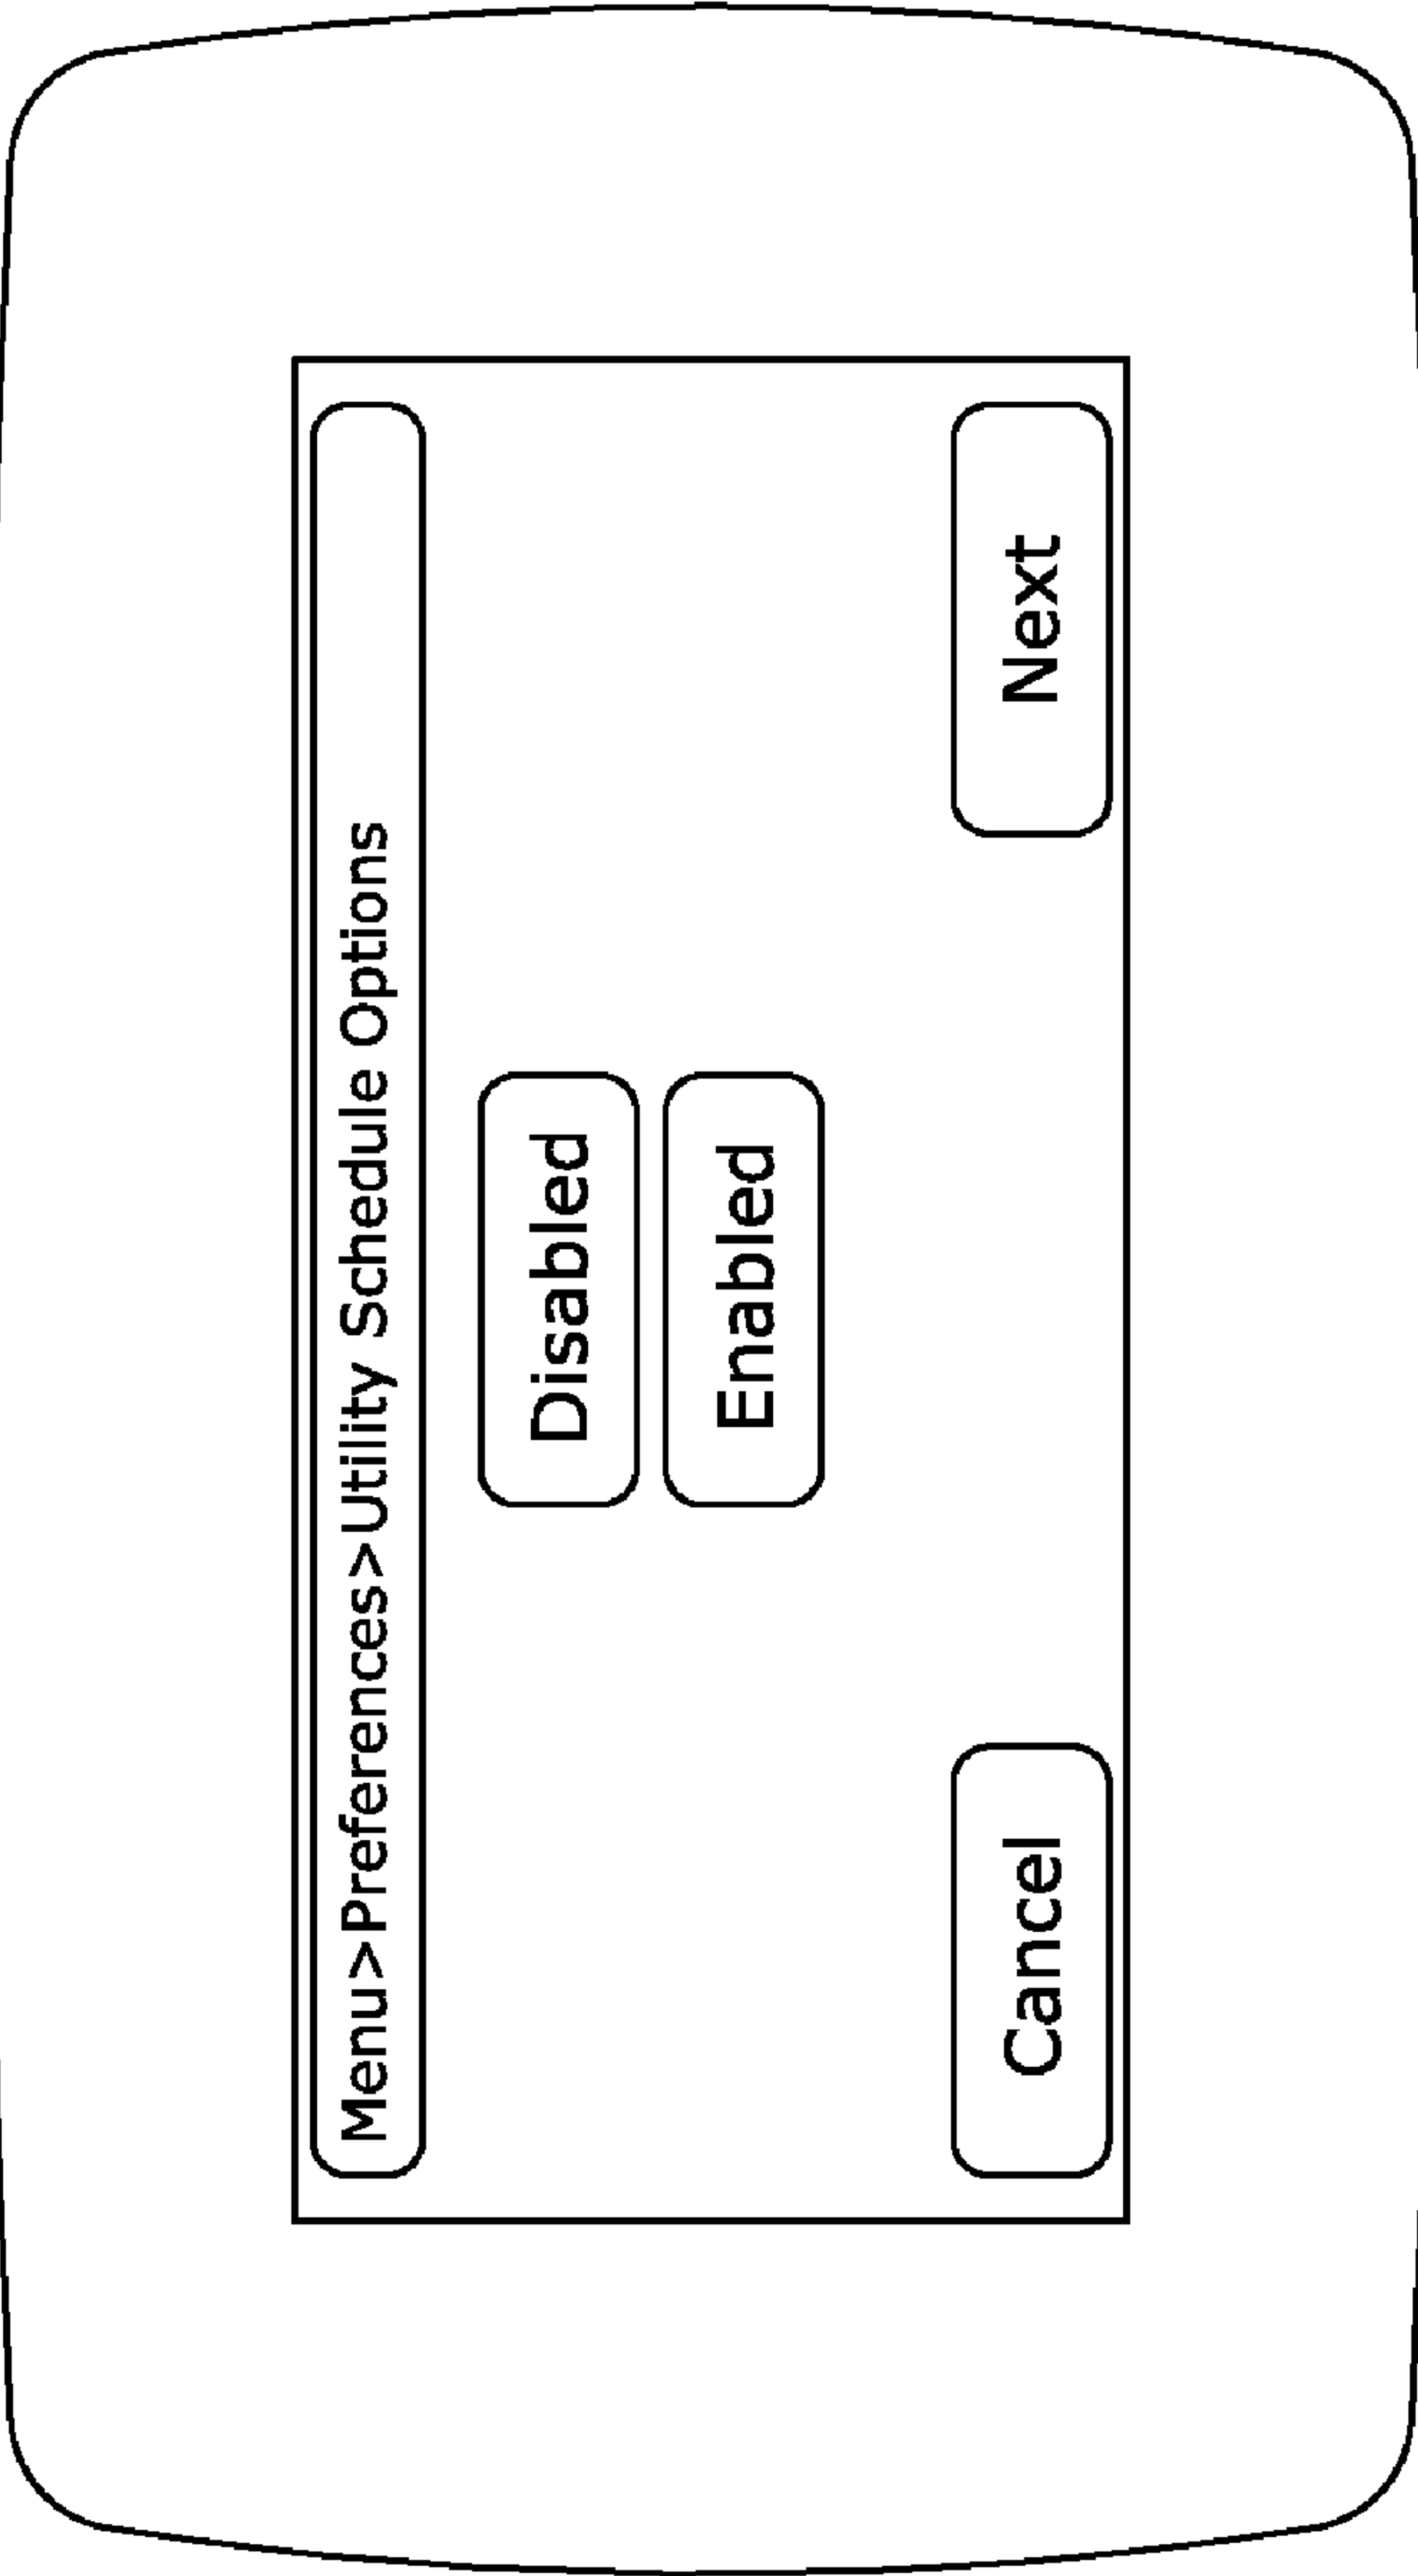 Menu>Preferences>Utility Schedule Options
Disabled
Enabled
Cancel
Next